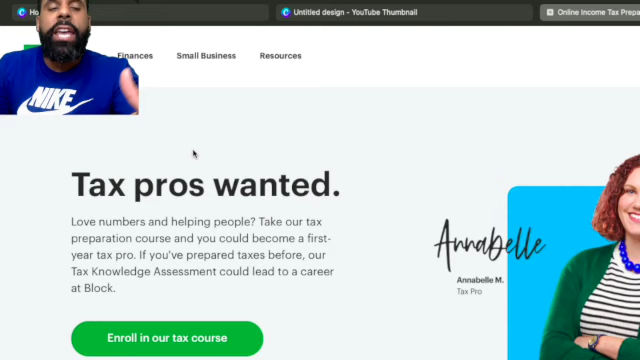 Ho
Untitled design - YouTube Thumbnail
Online Income Tax Prepa
Finances
Small Business
Resources
NIKE
Tax pros wanted.
Love numbers and helping people? Take our tax
preparation course and you could become a first-
year tax pro. If you've prepared taxes before, our
Tax Knowledge Assessment could lead to a career
at Block.
Enroll in our tax course
Annabelle
Annabelle M.
Tax Pro